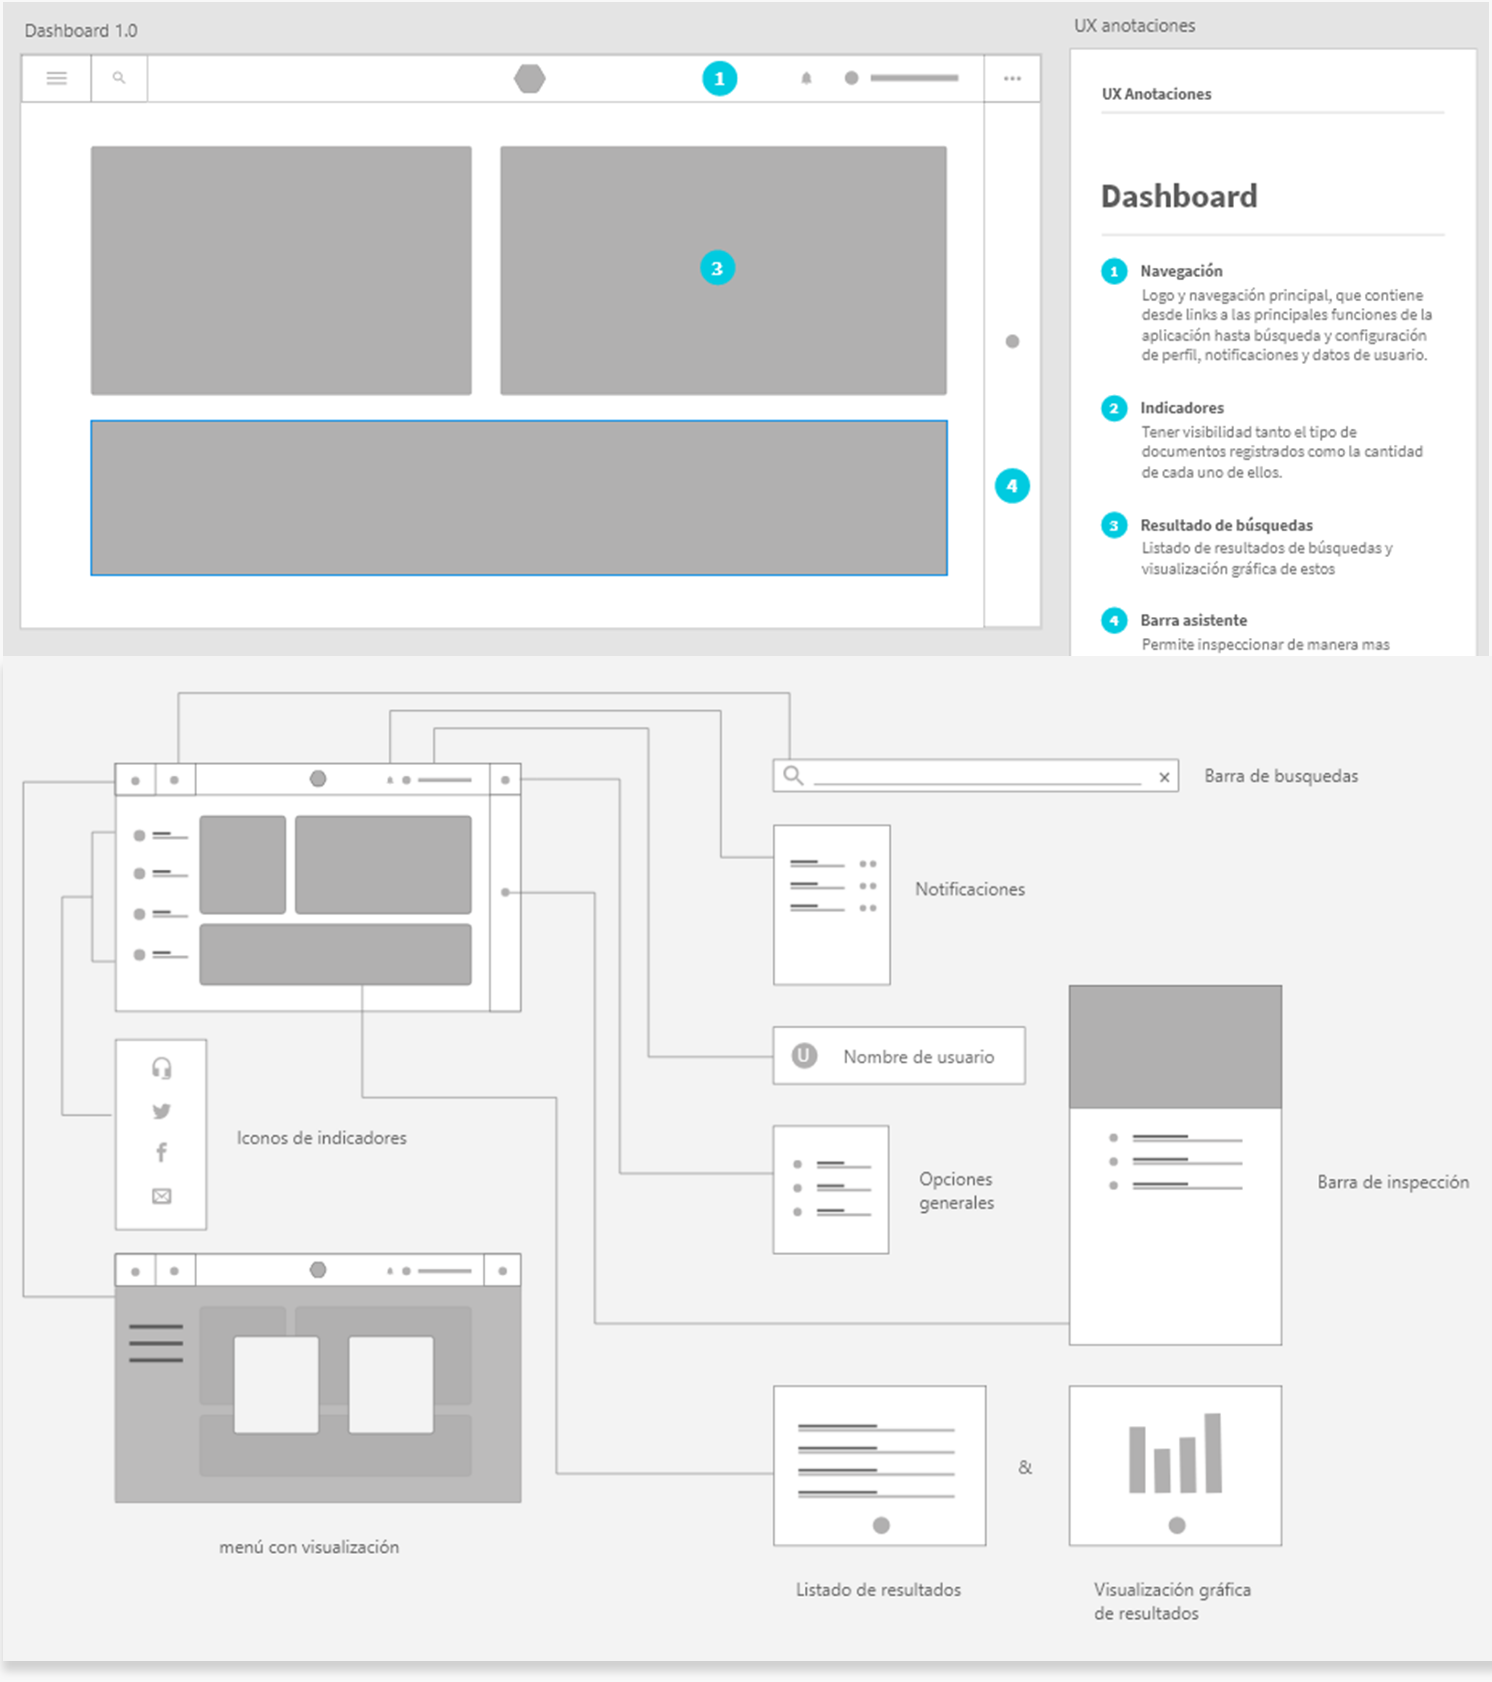 Dashboard 1.0
1
3
4
UX anotaciones
UX Anotaciones
Dashboard
1 Navegación
Logo y navegación principal, que contiene
desde links a las principales funciones de la
aplicación hasta búsqueda y configuración
de perfil, notificaciones y datos de usuario.
2 Indicadores
Tener visibilidad tanto el tipo de
documentos registrados como la cantidad
de cada uno de ellos.
3 Resultado de búsquedas
Listado de resultados de búsquedas y
visualización gráfica de estos
4 Barra asistente
Permite inspeccionar de manera mas
Barra de busquedas
Notificaciones
U Nombre de usuario
Iconos de indicadores
Opciones
generales
Barra de inspección
&
menú con visualización
Listado de resultados
Visualización gráfica
de resultados